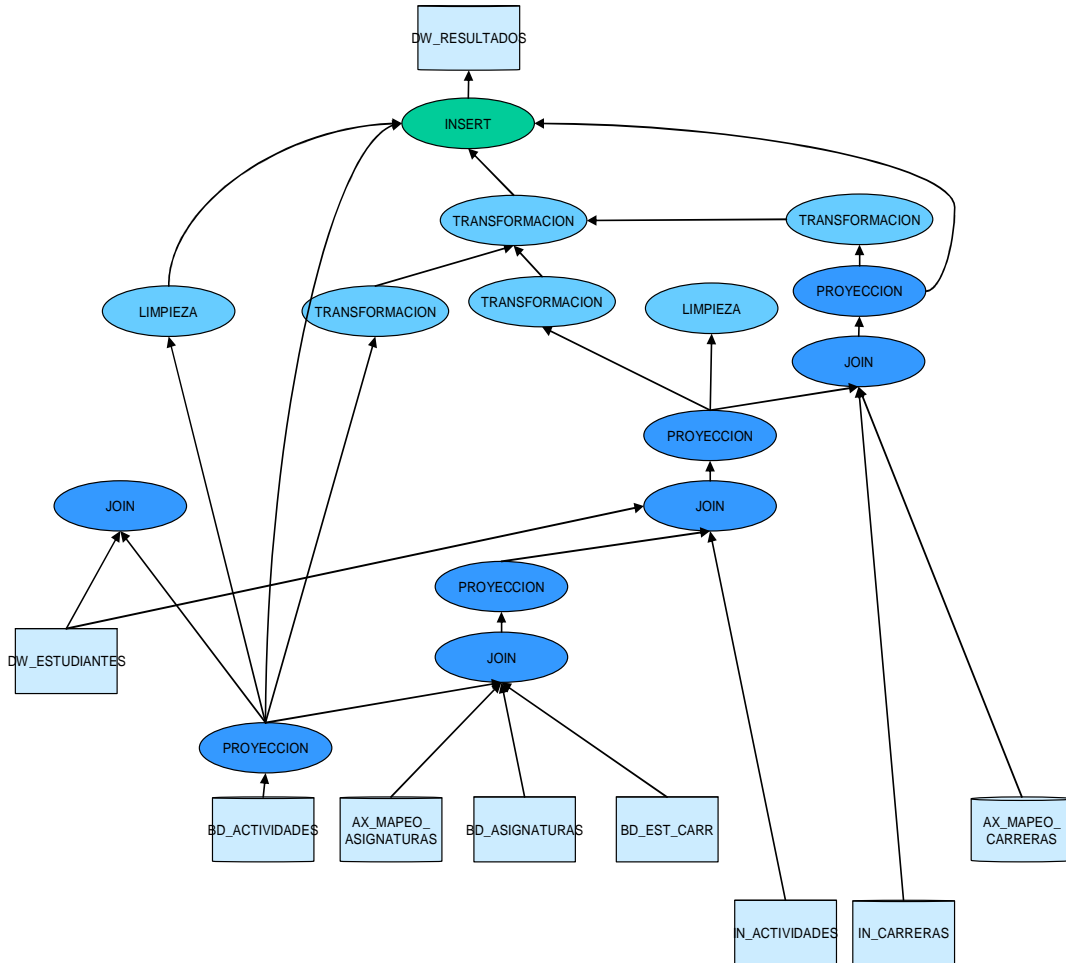 DW_RESULTADOS
INSERT
TRANSFORMACION
TRANSFORMACION
PROYECCION
LIMPIEZA
TRANSFORMACION
TRANSFORMACION
LIMPIEZA
JOIN
PROYECCION
JOIN
JOIN
PROYECCION
DW_ESTUDIANTES
JOIN
PROYECCION
BD_ACTIVIDADES
AX_MAPEO_
ASIGNATURAS
BD_ASIGNATURAS
BD_EST_CARR
AX_MAPEO_
CARRERAS
IN_ACTIVIDADES
IN_CARRERAS